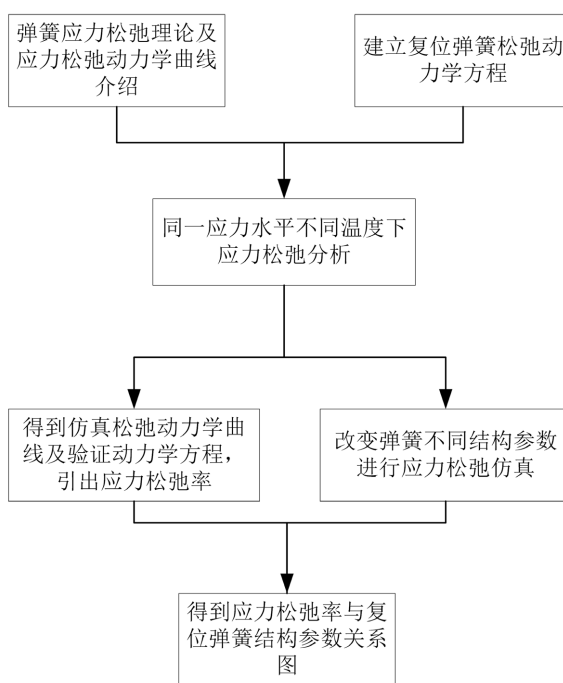 弹簧应力松弛理论及
应力松弛动力学曲线
介绍
建立复位弹簧松弛动
力学方程
同一应力水平不同温度下
应力松弛分析
得到仿真松弛动力学曲
线及验证动力学方程，
引出应力松弛率
改变弹簧不同结构参数
进行应力松弛仿真
得到应力松弛率与复
位弹簧结构参数关系
图